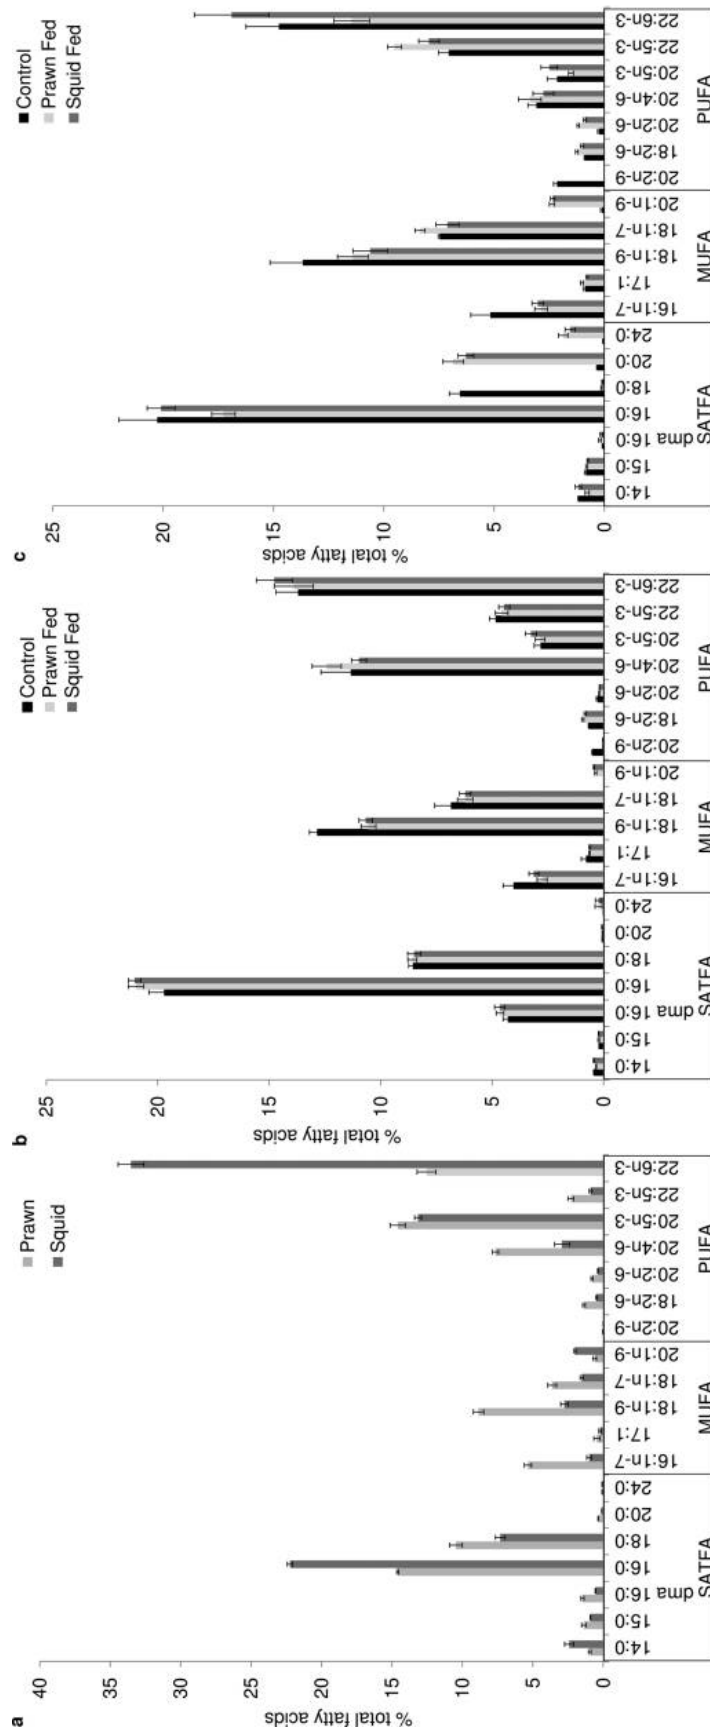 a
Prawn
Squid
40
35
30
25
20
15
10
5
0
% total fatty acids
14:0
15:0
dma 16:0
16:0
18:0
20:0
24:0
16:1n-7
17:1
18:1n-9
18:1n-7
20:1n-9
20:2n-9
18:2n-6
20:2n-6
20:4n-6
20:5n-3
22:5n-3
22:6n-3
SATFA
MUFA
PUFA
b
Control
Prawn Fed
Squid Fed
25
20
15
10
5
0
% total fatty acids
14:0
15:0
dma 16:0
16:0
18:0
20:0
24:0
16:1n-7
17:1
18:1n-9
18:1n-7
20:1n-9
20:2n-9
18:2n-6
20:2n-6
20:4n-6
20:5n-3
22:5n-3
22:6n-3
SATFA
MUFA
PUFA
c
Control
Prawn Fed
Squid Fed
25
20
15
10
5
0
% total fatty acids
14:0
15:0
dma 16:0
16:0
18:0
20:0
24:0
16:1n-7
17:1
18:1n-9
18:1n-7
20:1n-9
20:2n-9
18:2n-6
20:2n-6
20:4n-6
20:5n-3
22:5n-3
22:6n-3
SATFA
MUFA
PUFA